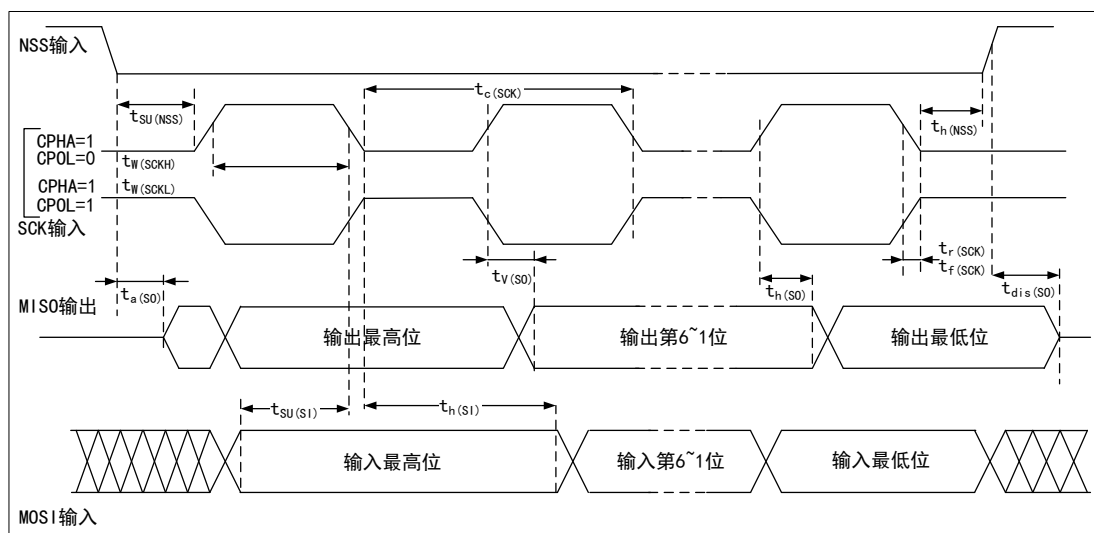 NSS输入
tSU(NSS)
tc(SCK)
th(NSS)
CPHA=1
CPOL=0
tW(SCKH)
CPHA=1
CPOL=1
tW(SCKL)
SCK输入
ta(SO)
tV(SO)
th(SO)
tr(SCK)
tf(SCK)
tdis(SO)
MISO输出
输出最高位
输出第6~1位
输出最低位
tSU(SI)
th(SI)
输入最高位
输入第6~1位
输入最低位
MOSI输入